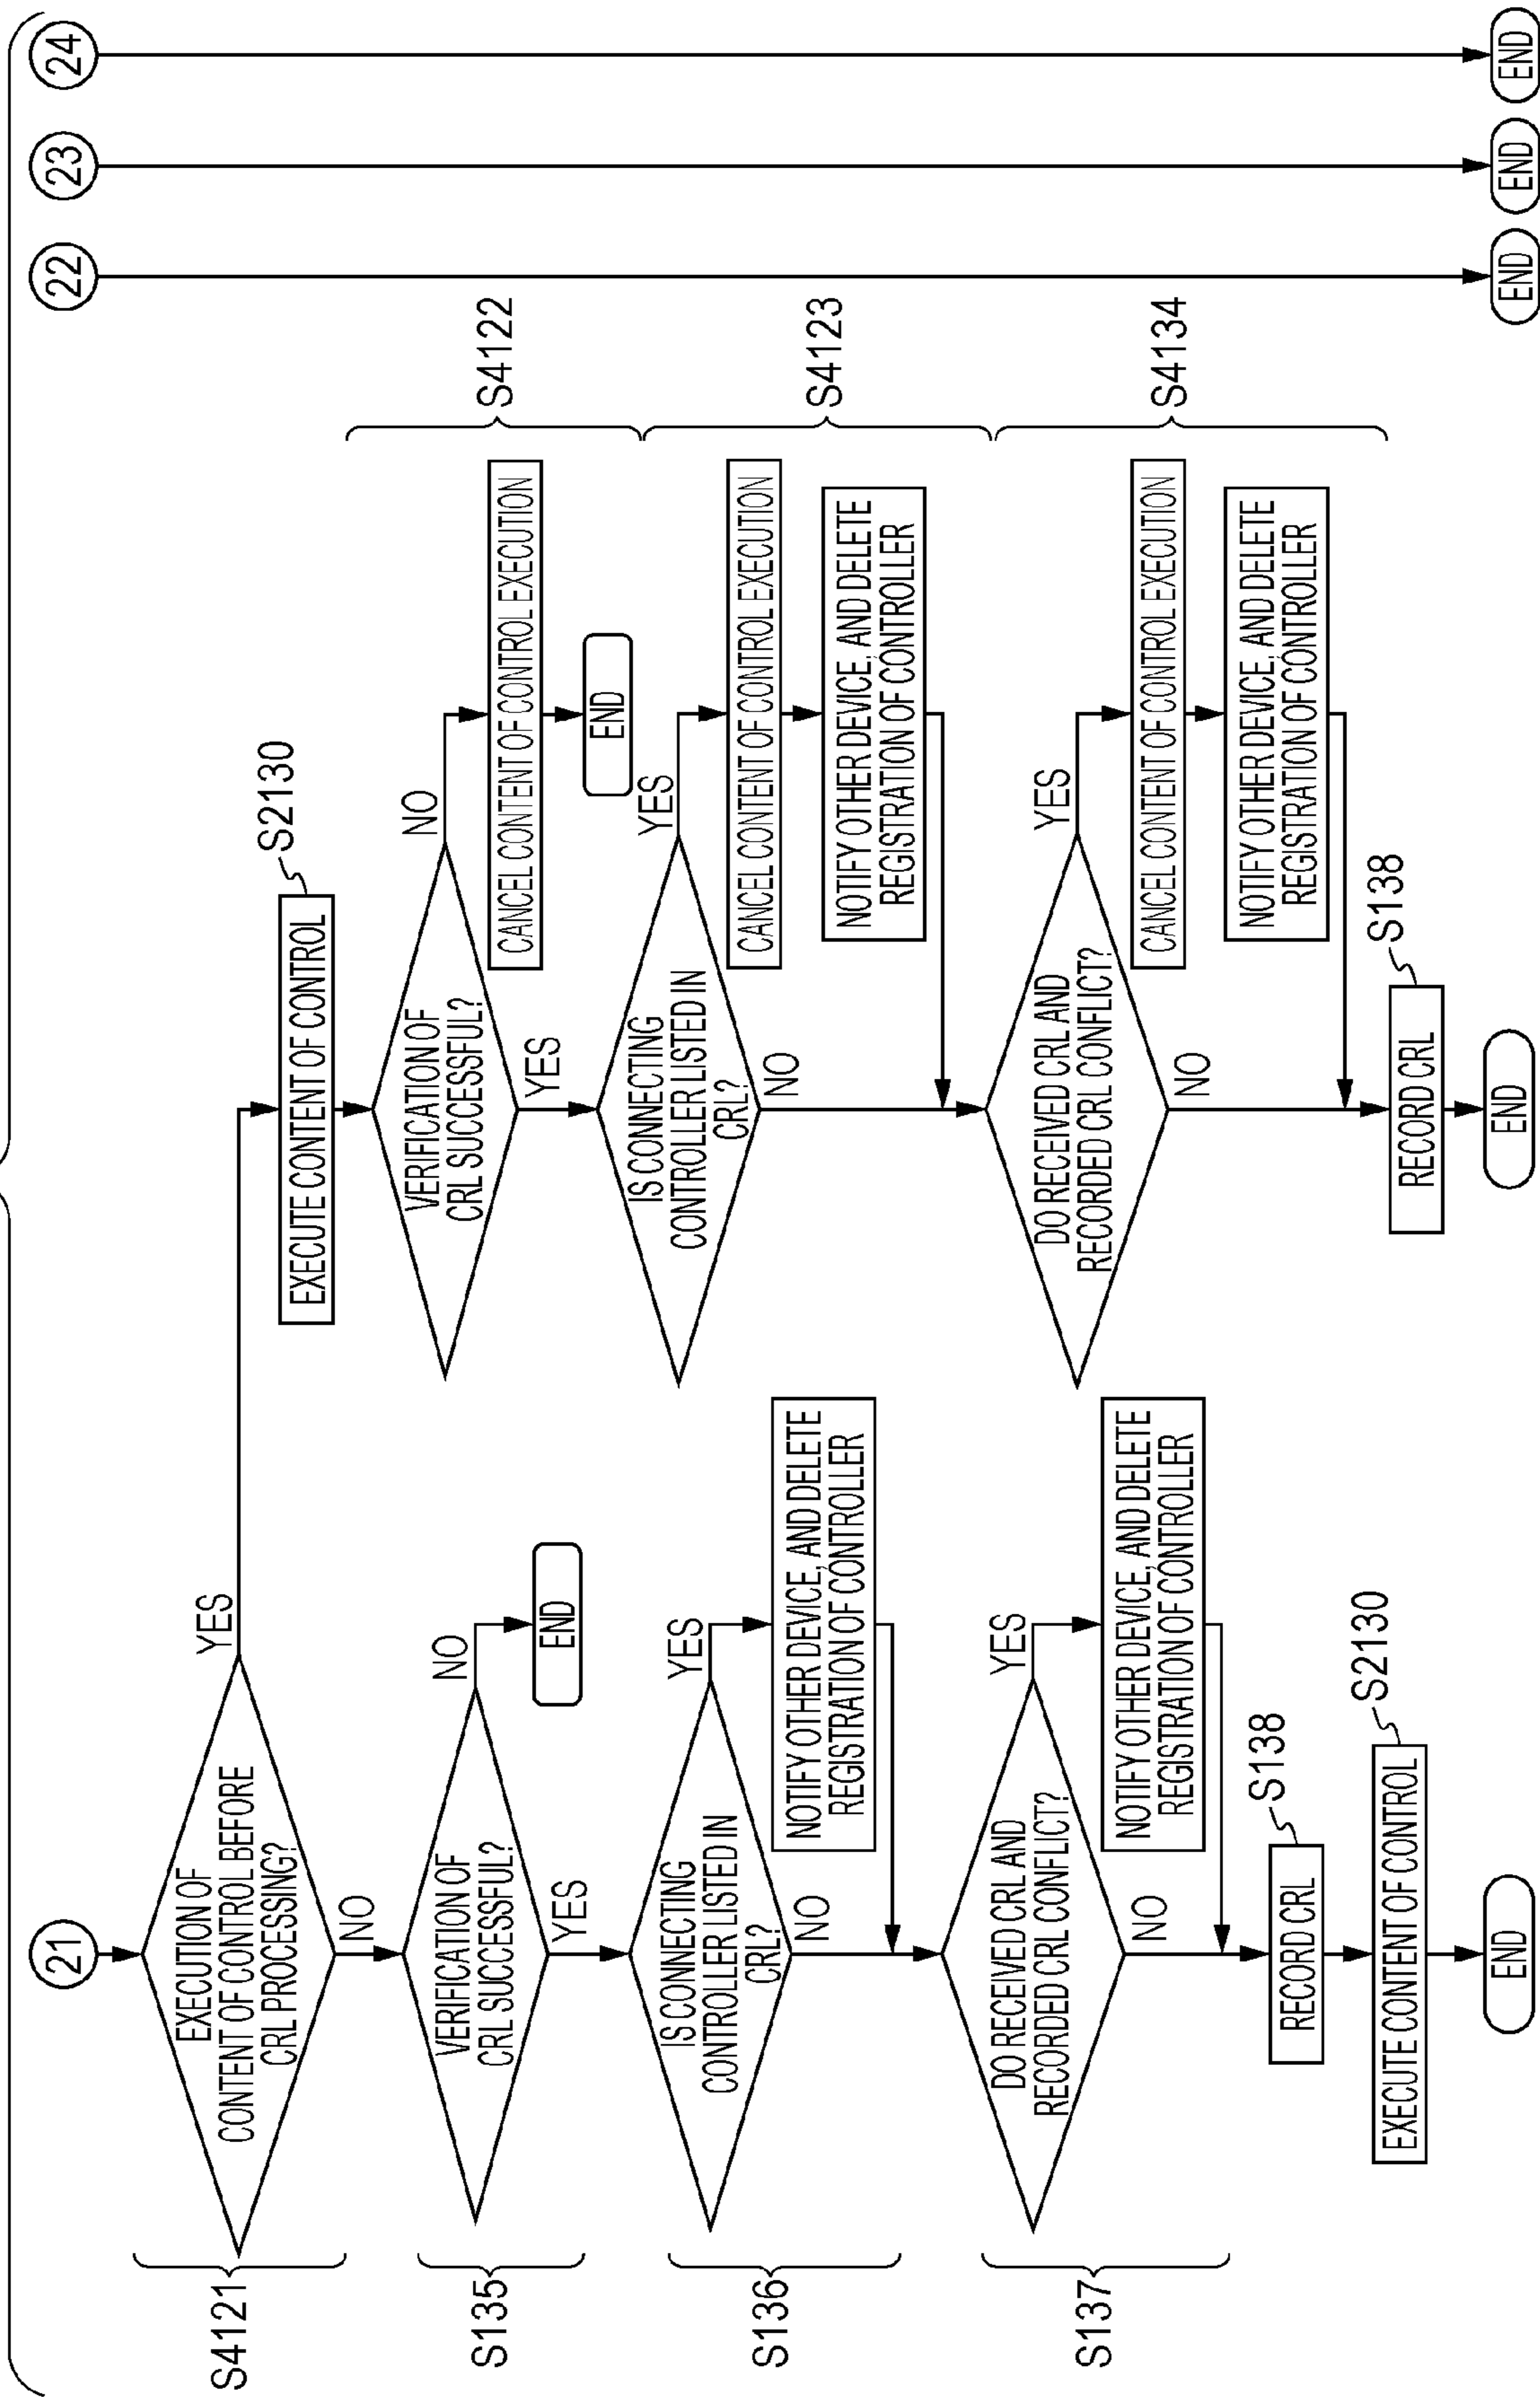 21
22
23
24
S4121
EXECUTION OF
CONTENT OF CONTROL BEFORE
CRL PROCESSING?
YES
NO
S135
VERIFICATION OF
CRL SUCCESSFUL?
NO
END
YES
S136
IS CONNECTING
CONTROLLER LISTED IN
CRL?
YES
NOTIFY OTHER DEVICE, AND DELETE
REGISTRATION OF CONTROLLER
NO
S137
DO RECEIVED CRL AND
RECORDED CRL CONFLICT?
YES
NOTIFY OTHER DEVICE, AND DELETE
REGISTRATION OF CONTROLLER
NO
S138
RECORD CRL
S2130
EXECUTE CONTENT OF CONTROL
END
S2130
EXECUTE CONTENT OF CONTROL
S4122
VERIFICATION OF
CRL SUCCESSFUL?
NO
CANCEL CONTENT OF CONTROL EXECUTION
END
YES
S4123
IS CONNECTING
CONTROLLER LISTED IN
CRL?
YES
CANCEL CONTENT OF CONTROL EXECUTION
NOTIFY OTHER DEVICE, AND DELETE
REGISTRATION OF CONTROLLER
NO
S4134
DO RECEIVED CRL AND
RECORDED CRL CONFLICT?
YES
CANCEL CONTENT OF CONTROL EXECUTION
NOTIFY OTHER DEVICE, AND DELETE
REGISTRATION OF CONTROLLER
NO
S138
RECORD CRL
END
END
END
END